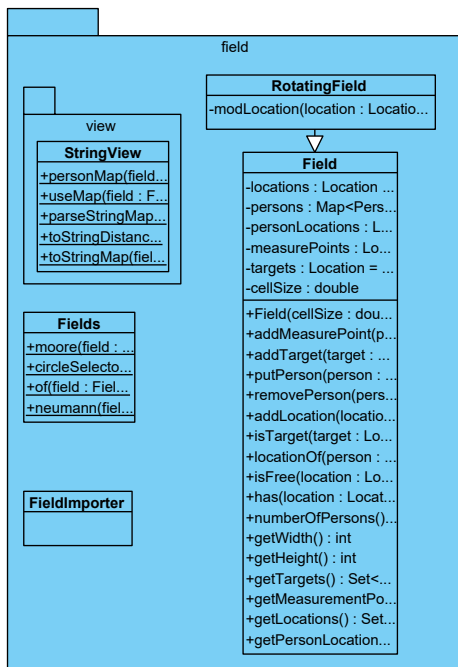 field
view
StringView
+personMap(field...
+useMap(field : F...
+parseStringMap...
+toStringDistanc...
+toStringMap(fiel...
Fields
+moore(field : ...
+circleSelecto...
+of(field : Fiel...
+neumann(fiel...
FieldImporter
RotatingField
-modLocation(location : Locatio...
Field
-locations : Location ...
-persons : Map<Pers...
-personLocations : L...
-measurePoints : Lo...
-targets : Location = ...
-cellSize : double
+Field(cellSize : dou...
+addMeasurePoint(p...
+addTarget(target : ...
+putPerson(person : ...
+removePerson(pers...
+addLocation(locatio...
+isTarget(target : Lo...
+locationOf(person : ...
+isFree(location : Lo...
+has(location : Locat...
+numberOfPersons()...
+getWidth() : int
+getHeight() : int
+getTargets() : Set<...
+getMeasurementPo...
+getLocations() : Set...
+getPersonLocation...